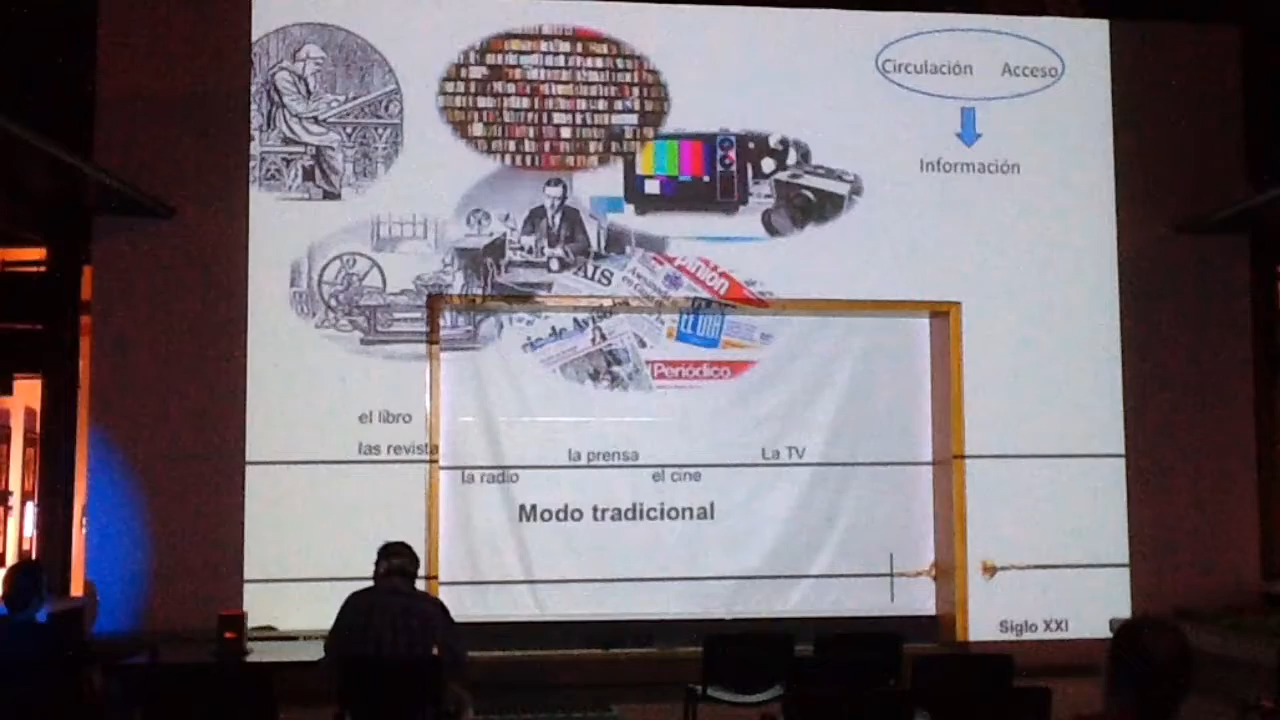 Circulación Acceso
Información
AIS
pinión
EL DIA
Periódico
el libro
las revista
la prensa
La TV
la radio
el cine
Modo tradicional
Siglo XXI